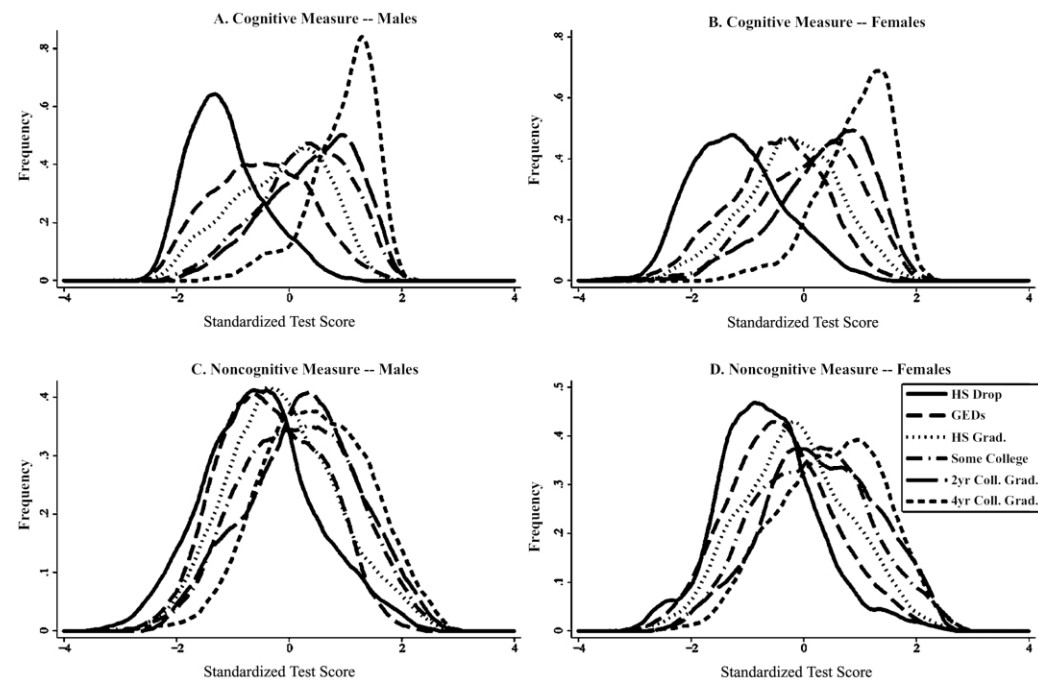 A. Cognitive Measure -- Males
Frequency
0 .2 .4 .6 .8
-4 -2 0 2 4
Standardized Test Score
B. Cognitive Measure -- Females
Frequency
0 .2 .4 .6 .8
-4 -2 0 2 4
Standardized Test Score
C. Noncognitive Measure -- Males
Frequency
0 .1 .2 .3 .4
-4 -2 0 2 4
Standardized Test Score
D. Noncognitive Measure -- Females
Frequency
0 .1 .2 .3 .4 .5
HS Drop
GEDs
HS Grad.
Some College
2yr Coll. Grad.
4yr Coll. Grad.
-4 -2 0 2 4
Standardized Test Score